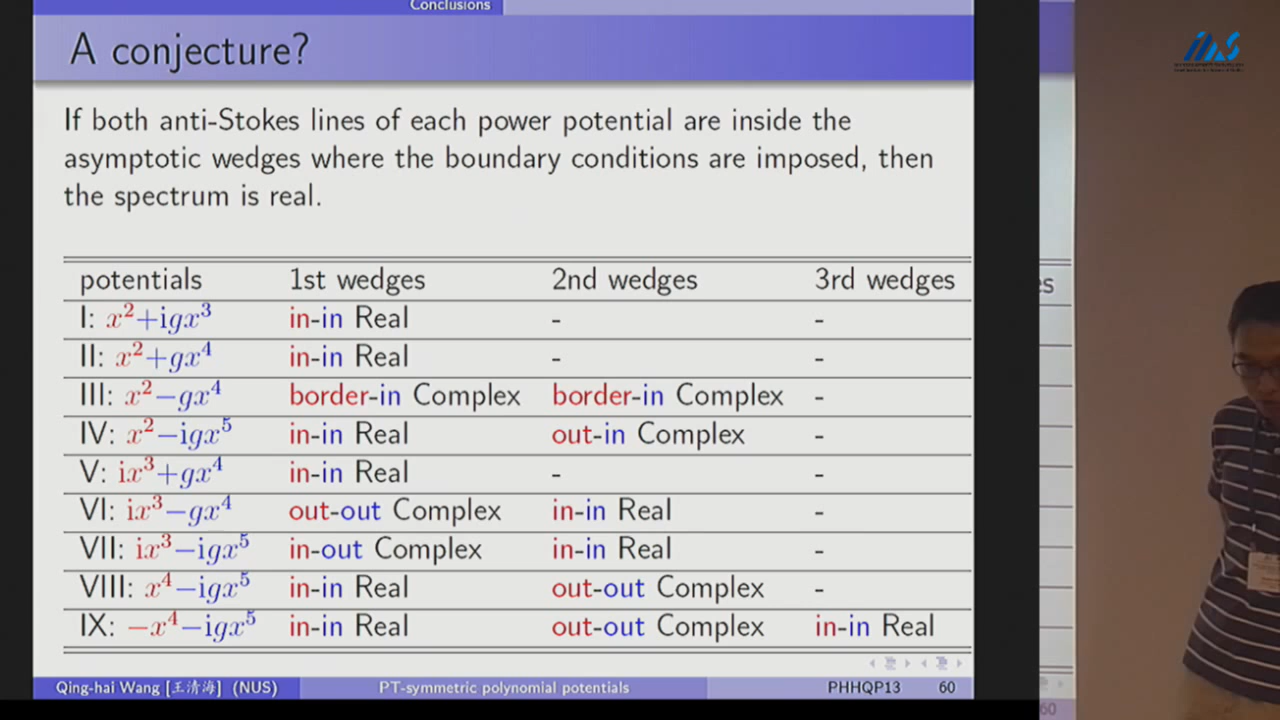 Conclusions
A conjecture?
If both anti-Stokes lines of each power potential are inside the
asymptotic wedges where the boundary conditions are imposed, then
the spectrum is real.
potentials 1st wedges 2nd wedges 3rd wedges
I: x²+igx³ in-in Real - -
II: x²+gx⁴ in-in Real - -
III: x²−gx⁴ border-in Complex border-in Complex -
IV: x²−igx⁵ in-in Real out-in Complex -
V: ix³+gx⁴ in-in Real - -
VI: ix³−gx⁴ out-out Complex in-in Real -
VII: ix³−igx⁵ in-out Complex in-in Real -
VIII: x⁴−igx⁵ in-in Real out-out Complex -
IX: −x⁴−igx⁵ in-in Real out-out Complex in-in Real
Qing-hai Wang [王清海] (NUS) PT-symmetric polynomial potentials PHHQP13 60
es
60
ims